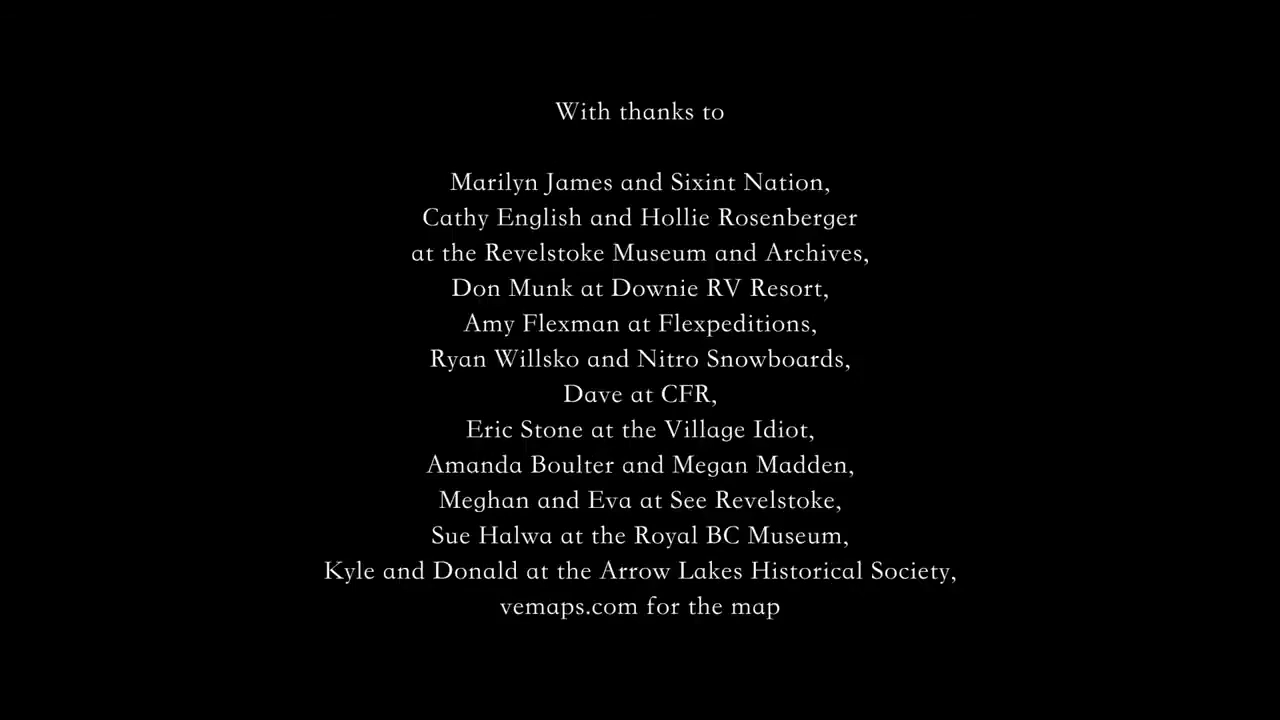 With thanks to
Marilyn James and Sixint Nation,
Cathy English and Hollie Rosenberger
at the Revelstoke Museum and Archives,
Don Munk at Downie RV Resort,
Amy Flexman at Flexpeditions,
Ryan Willsko and Nitro Snowboards,
Dave at CFR,
Eric Stone at the Village Idiot,
Amanda Boulter and Megan Madden,
Meghan and Eva at See Revelstoke,
Sue Halwa at the Royal BC Museum,
Kyle and Donald at the Arrow Lakes Historical Society,
vemaps.com for the map